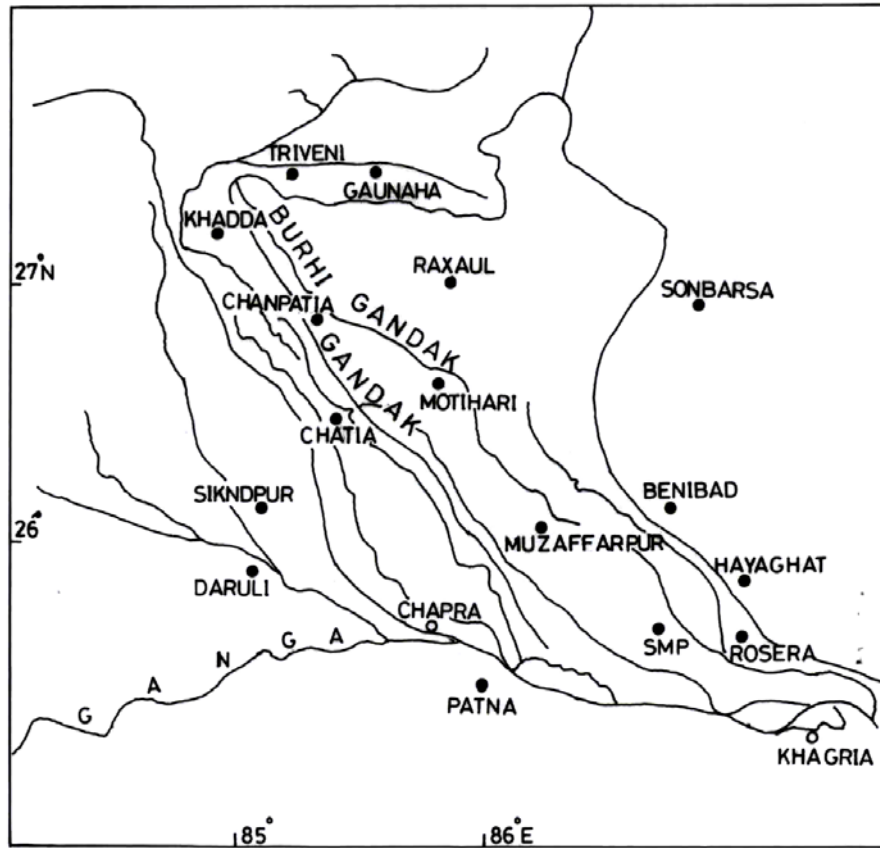 TRIVENI
GAUNAHA
KHADDA
BURHI GANDAK
RAXAUL
27°N
SONBARSA
CHANPATIA
GANDAK
MOTIHARI
CHATIA
SIKNDPUR
BENIBAD
26°
MUZAFFARPUR
HAYAGHAT
DARULI
CHAPRA
SMP
ROSERA
GANGA
PATNA
KHAGRIA
85°
86°E